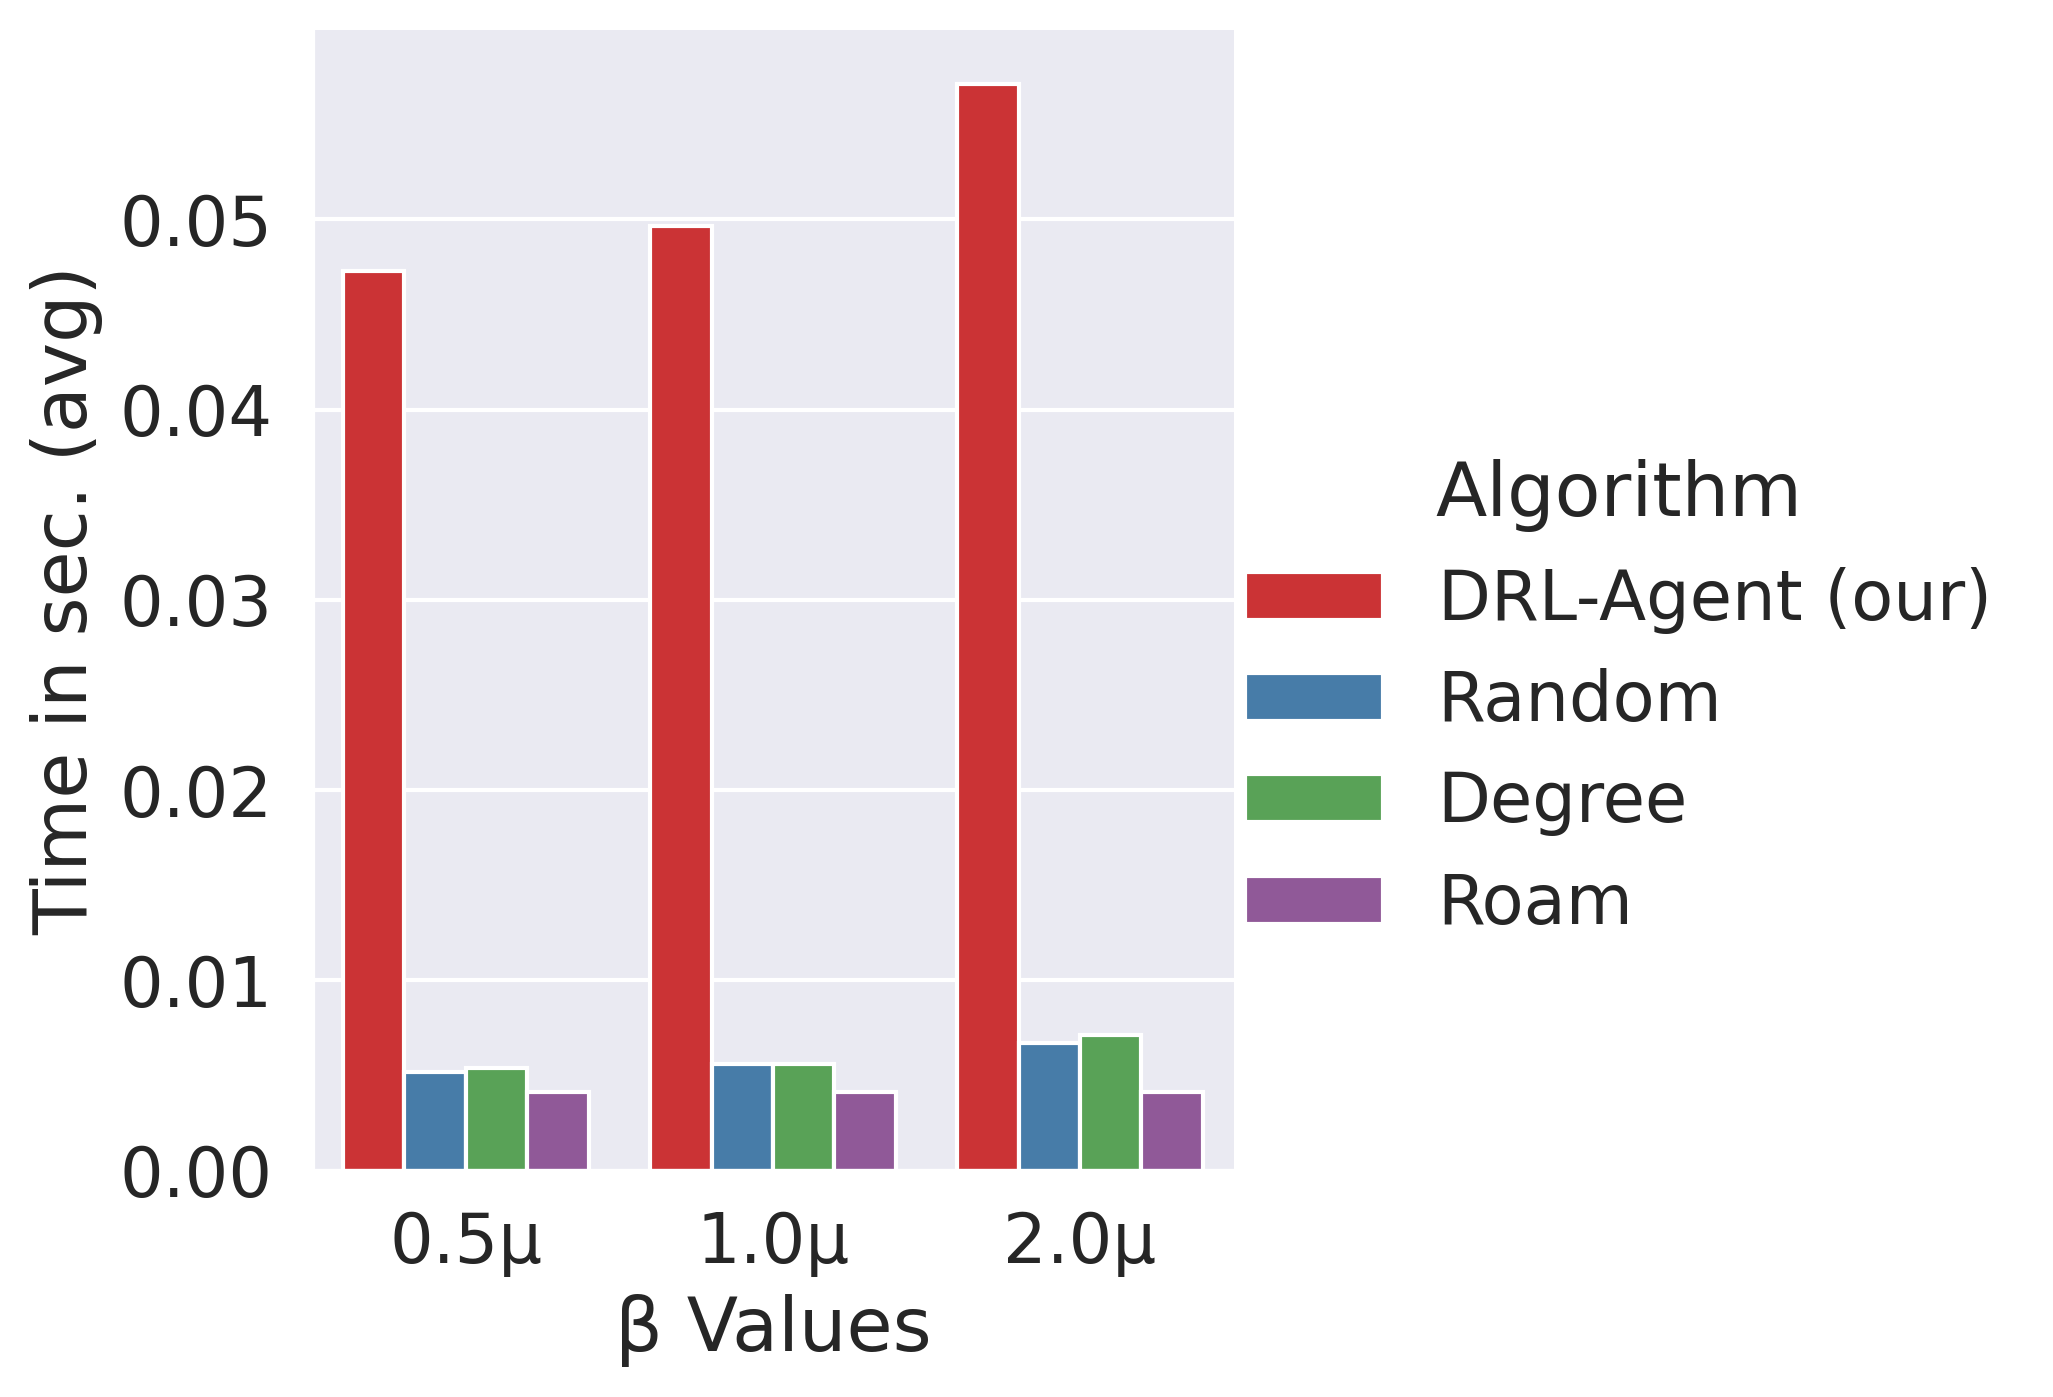 0.05
0.04
0.03
0.02
0.01
0.00
Time in sec. (avg)
0.5μ 1.0μ 2.0μ
β Values
Algorithm
DRL-Agent (our)
Random
Degree
Roam